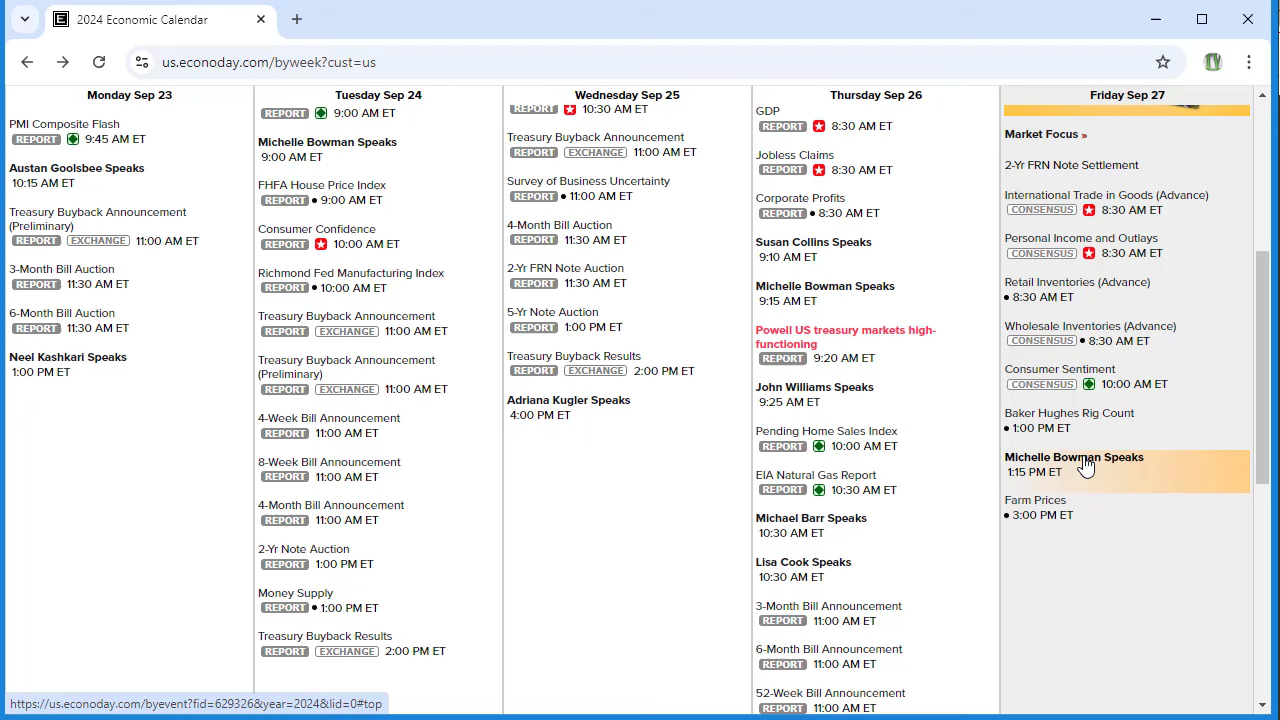 2024 Economic Calendar
us.econoday.com/byweek?cust=us
Monday Sep 23
PMI Composite Flash
REPORT 9:45 AM ET
Austan Goolsbee Speaks
10:15 AM ET
Treasury Buyback Announcement
(Preliminary)
REPORT EXCHANGE 11:00 AM ET
3-Month Bill Auction
REPORT 11:30 AM ET
6-Month Bill Auction
REPORT 11:30 AM ET
Neel Kashkari Speaks
1:00 PM ET
Tuesday Sep 24
REPORT 9:00 AM ET
Michelle Bowman Speaks
9:00 AM ET
FHFA House Price Index
REPORT • 9:00 AM ET
Consumer Confidence
REPORT 10:00 AM ET
Richmond Fed Manufacturing Index
REPORT • 10:00 AM ET
Treasury Buyback Announcement
REPORT EXCHANGE 11:00 AM ET
Treasury Buyback Announcement
(Preliminary)
REPORT EXCHANGE 11:00 AM ET
4-Week Bill Announcement
REPORT 11:00 AM ET
8-Week Bill Announcement
REPORT 11:00 AM ET
4-Month Bill Announcement
REPORT 11:00 AM ET
2-Yr Note Auction
REPORT 1:00 PM ET
Money Supply
REPORT • 1:00 PM ET
Treasury Buyback Results
REPORT EXCHANGE 2:00 PM ET
Wednesday Sep 25
REPORT 10:30 AM ET
Treasury Buyback Announcement
REPORT EXCHANGE 11:00 AM ET
Survey of Business Uncertainty
REPORT • 11:00 AM ET
4-Month Bill Auction
REPORT 11:30 AM ET
2-Yr FRN Note Auction
REPORT 11:30 AM ET
5-Yr Note Auction
REPORT 1:00 PM ET
Treasury Buyback Results
REPORT EXCHANGE 2:00 PM ET
Adriana Kugler Speaks
4:00 PM ET
Thursday Sep 26
GDP
REPORT 8:30 AM ET
Jobless Claims
REPORT 8:30 AM ET
Corporate Profits
REPORT • 8:30 AM ET
Susan Collins Speaks
9:10 AM ET
Michelle Bowman Speaks
9:15 AM ET
Powell US treasury markets high-
functioning
REPORT 9:20 AM ET
John Williams Speaks
9:25 AM ET
Pending Home Sales Index
REPORT 10:00 AM ET
EIA Natural Gas Report
REPORT 10:30 AM ET
Michael Barr Speaks
10:30 AM ET
Lisa Cook Speaks
10:30 AM ET
3-Month Bill Announcement
REPORT 11:00 AM ET
6-Month Bill Announcement
REPORT 11:00 AM ET
52-Week Bill Announcement
REPORT 11:00 AM ET
Friday Sep 27
Market Focus »
2-Yr FRN Note Settlement
International Trade in Goods (Advance)
CONSENSUS 8:30 AM ET
Personal Income and Outlays
CONSENSUS 8:30 AM ET
Retail Inventories (Advance)
• 8:30 AM ET
Wholesale Inventories (Advance)
CONSENSUS • 8:30 AM ET
Consumer Sentiment
CONSENSUS 10:00 AM ET
Baker Hughes Rig Count
• 1:00 PM ET
Michelle Bowman Speaks
1:15 PM ET
Farm Prices
• 3:00 PM ET
https://us.econoday.com/byevent?fid=629326&year=2024&lid=0#top